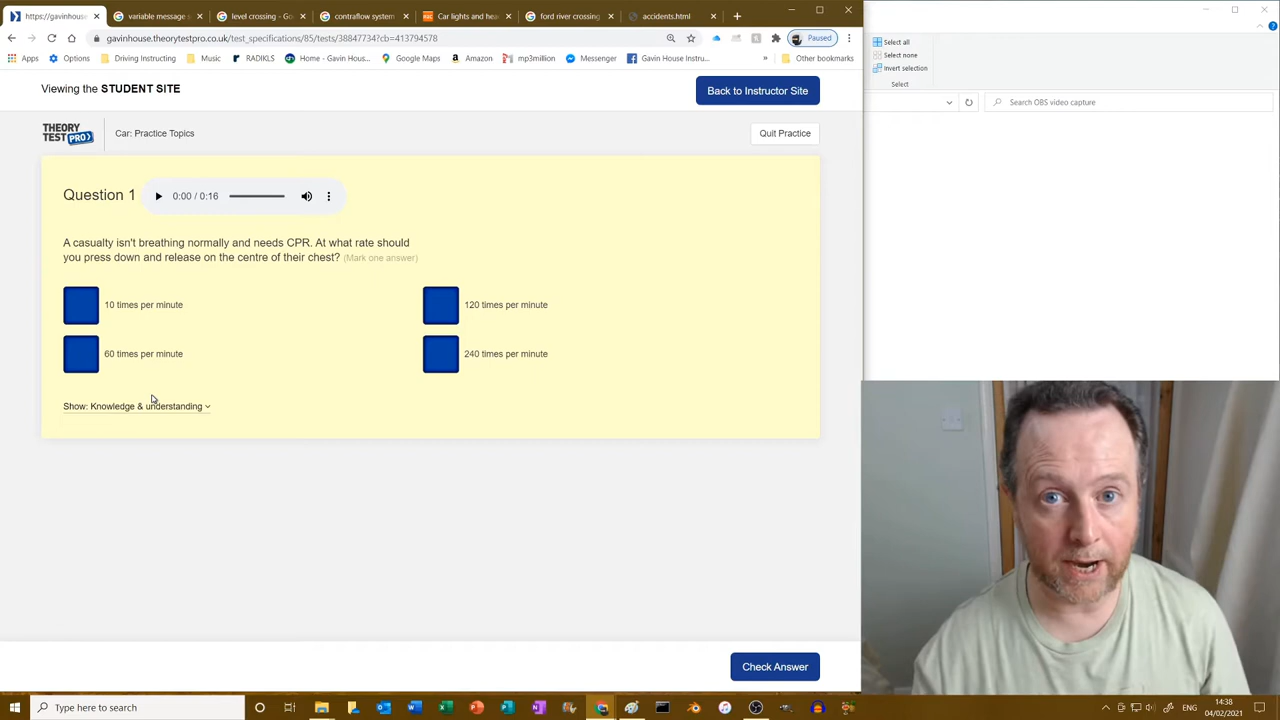 https://gavinhouse.
variable message s
level crossing - Go
contraflow system
RAC
Car lights and hea
ford river crossing
accidents.html
gavinhouse.theorytestpro.co.uk/test_specifications/85/tests/38847734?cb=413794578
Paused
Apps
Options
Driving Instructing
Music
RADIKLS
Home - Gavin Hous...
Google Maps
Amazon
mp3million
Messenger
Gavin House Instru...
»
Other bookmarks
Select all
Select none
Invert selection
Select
Search OBS video capture
Viewing the STUDENT SITE
Back to Instructor Site
THEORY
TEST PRO
Car: Practice Topics
Quit Practice
Question 1
0:00 / 0:16
A casualty isn't breathing normally and needs CPR. At what rate should
you press down and release on the centre of their chest? (Mark one answer)
10 times per minute
120 times per minute
60 times per minute
240 times per minute
Show: Knowledge & understanding
Check Answer
Type here to search
ENG
14:38
04/02/2021